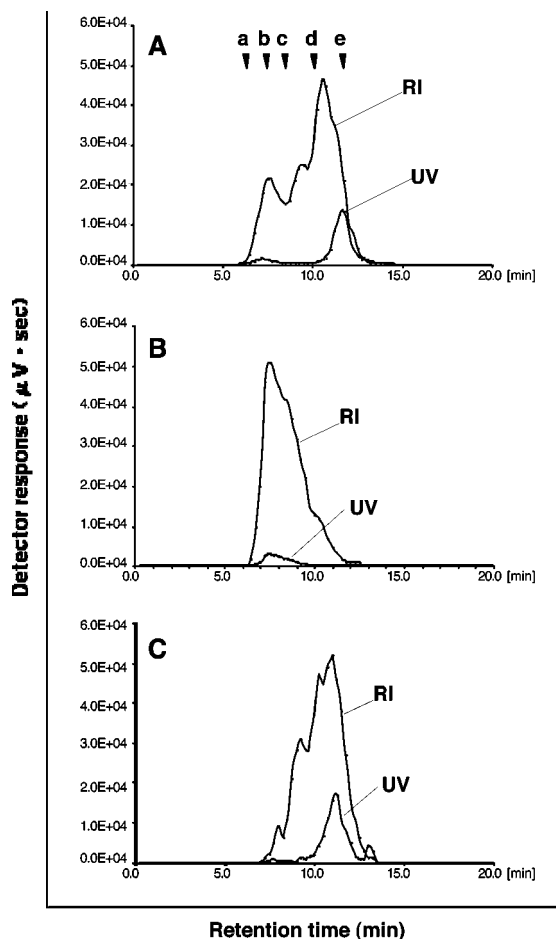 a b c d e
A
6.0E+04
5.0E+04
4.0E+04
3.0E+04
2.0E+04
1.0E+04
0.0E+04
RI
UV
0.0 5.0 10.0 15.0 20.0 [min]
B
6.0E+04
5.0E+04
4.0E+04
3.0E+04
2.0E+04
1.0E+04
0.0E+04
RI
UV
0.0 5.0 10.0 15.0 20.0 [min]
C
6.0E+04
5.0E+04
4.0E+04
3.0E+04
2.0E+04
1.0E+04
0.0E+04
RI
UV
0.0 5.0 10.0 15.0 20.0 [min]
Detector response ( μV・sec)
Retention time (min)